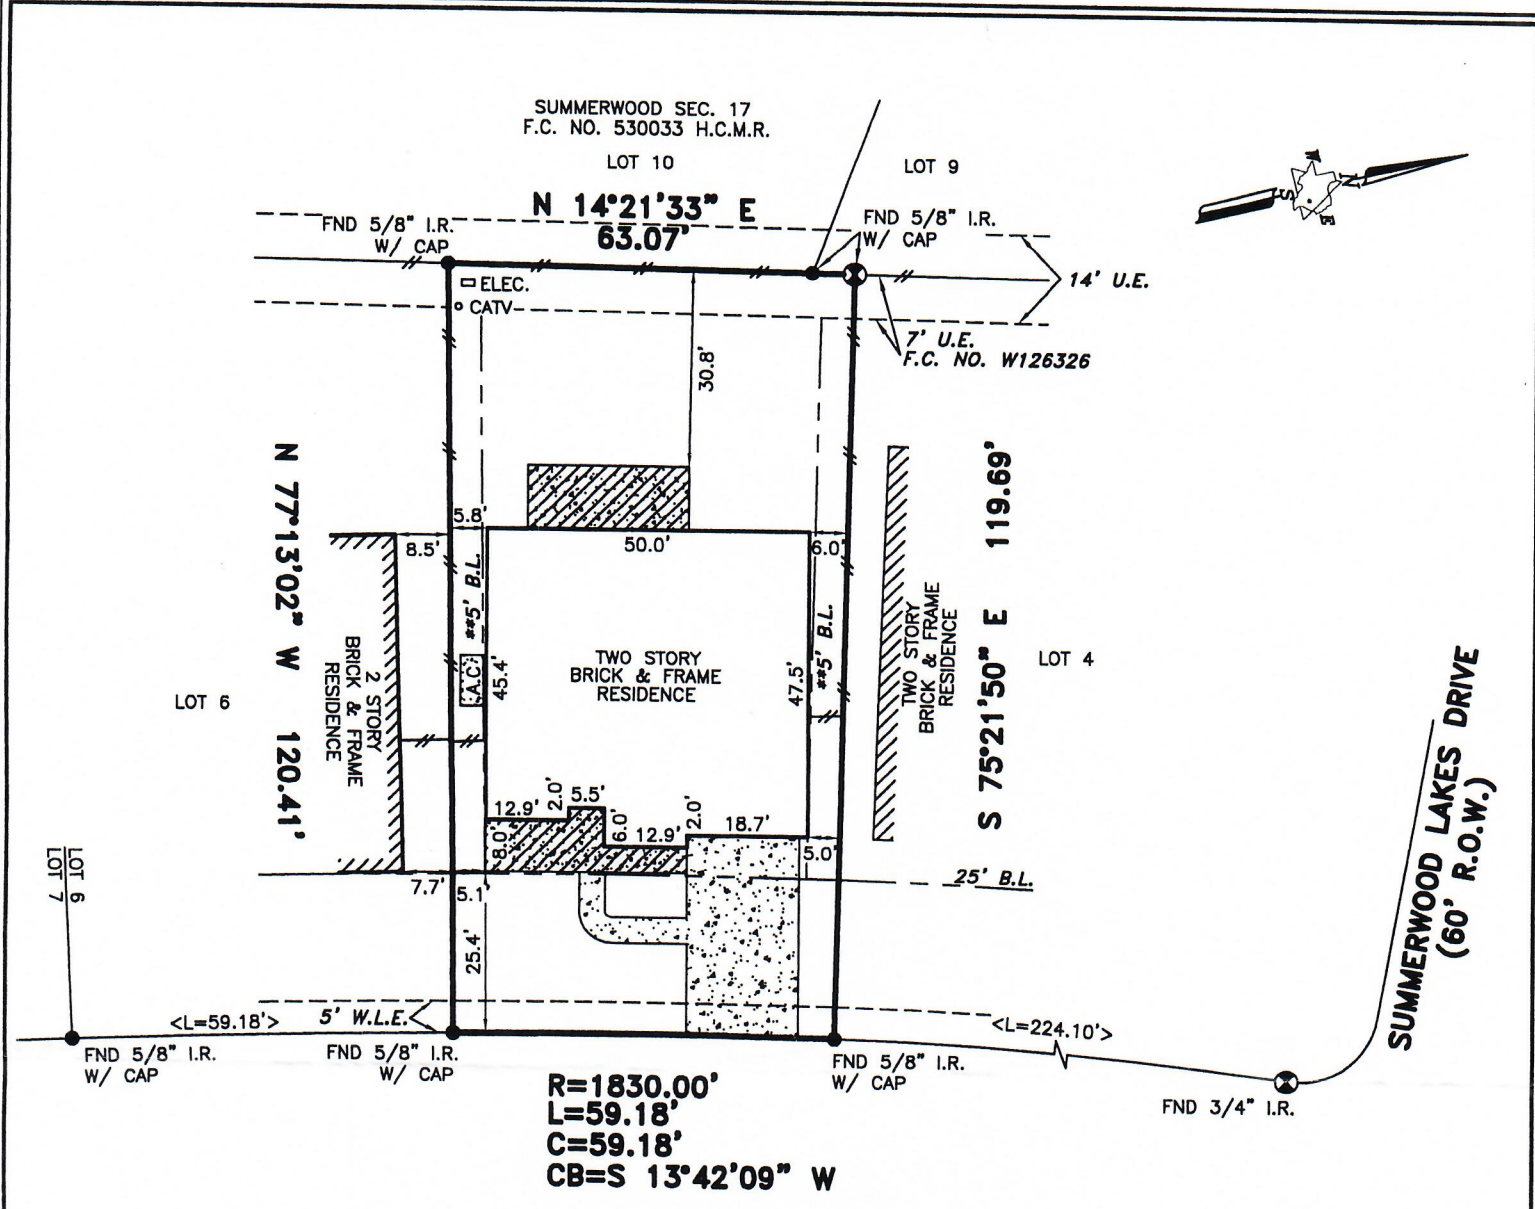 SUMMERWOOD SEC. 17
F.C. NO. 530033 H.C.M.R.
LOT 10
LOT 9
N 14°21'33" E
63.07'
FND 5/8" I.R.
W/ CAP
FND 5/8" I.R.
W/ CAP
S
N
E
14' U.E.
ELEC.
CATV
7' U.E.
F.C. NO. W126326
30.8'
N 77°13'02" W 120.41'
S 75°21'50" E 119.69'
5.8'
8.5'
50.0'
6.0'
**5' B.L.
**5' B.L.
A.C.
45.4'
47.5'
TWO STORY
BRICK & FRAME
RESIDENCE
2 STORY
BRICK & FRAME
RESIDENCE
TWO STORY
BRICK & FRAME
RESIDENCE
LOT 6
LOT 4
12.9'
2.0'
5.5'
8.0'
6.0'
12.9'
2.0'
18.7'
5.0'
7.7'
5.1'
25.4'
25' B.L.
LOT 6
LOT 7
SUMMERWOOD LAKES DRIVE
(60' R.O.W.)
<L=59.18'>
5' W.L.E.
<L=224.10'>
FND 5/8" I.R.
W/ CAP
FND 5/8" I.R.
W/ CAP
FND 5/8" I.R.
W/ CAP
FND 3/4" I.R.
R=1830.00'
L=59.18'
C=59.18'
CB=S 13°42'09" W